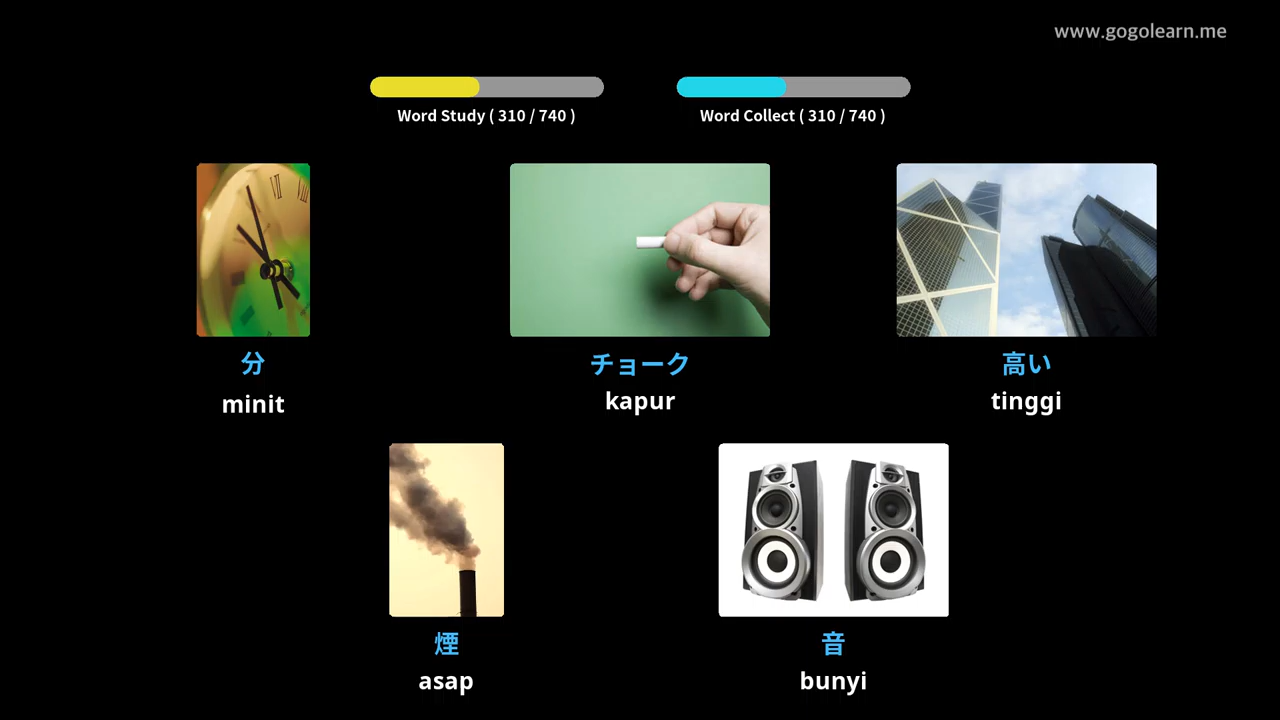 www.gogolearn.me
Word Study ( 310 / 740 )
Word Collect ( 310 / 740 )
分
minit
チョーク
kapur
高い
tinggi
煙
asap
音
bunyi